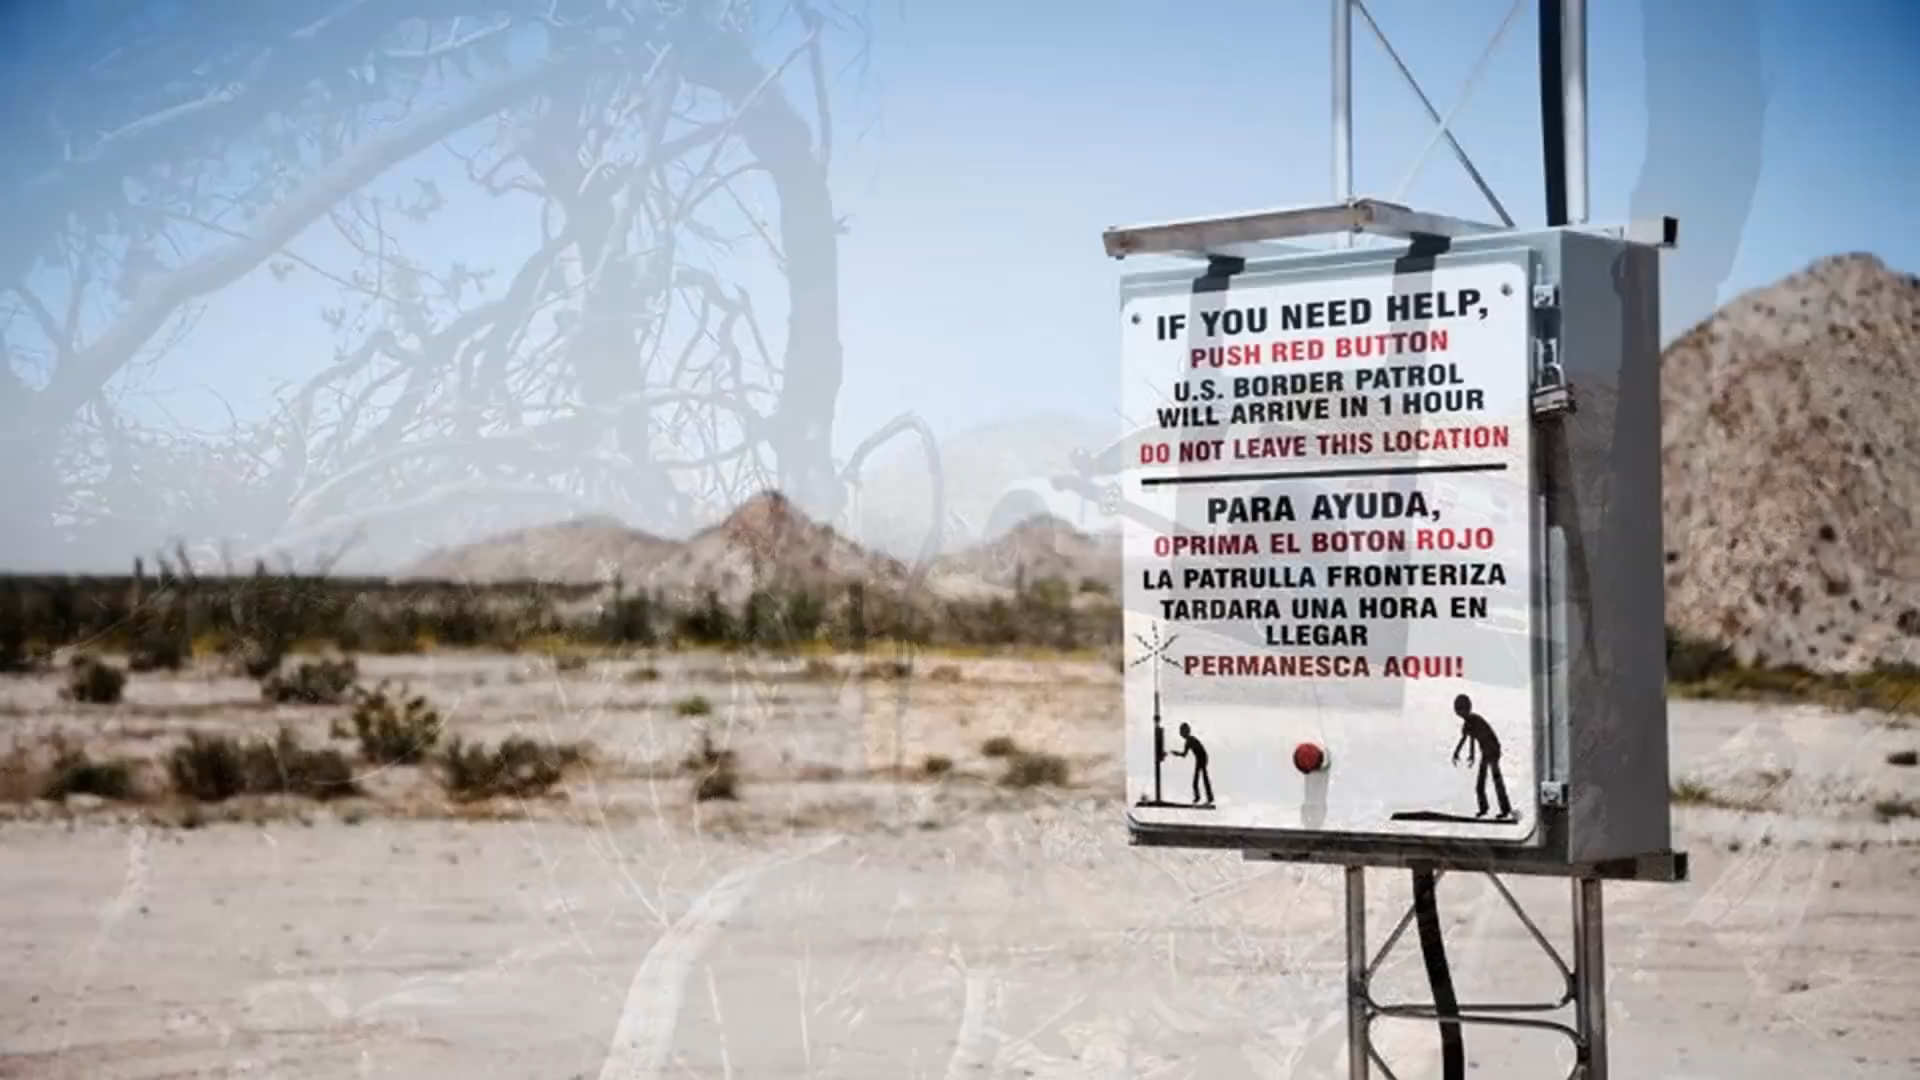 IF YOU NEED HELP,
PUSH RED BUTTON
U.S. BORDER PATROL
WILL ARRIVE IN 1 HOUR
DO NOT LEAVE THIS LOCATION
PARA AYUDA,
OPRIMA EL BOTON ROJO
LA PATRULLA FRONTERIZA
TARDARA UNA HORA EN
LLEGAR
PERMANESCA AQUI!